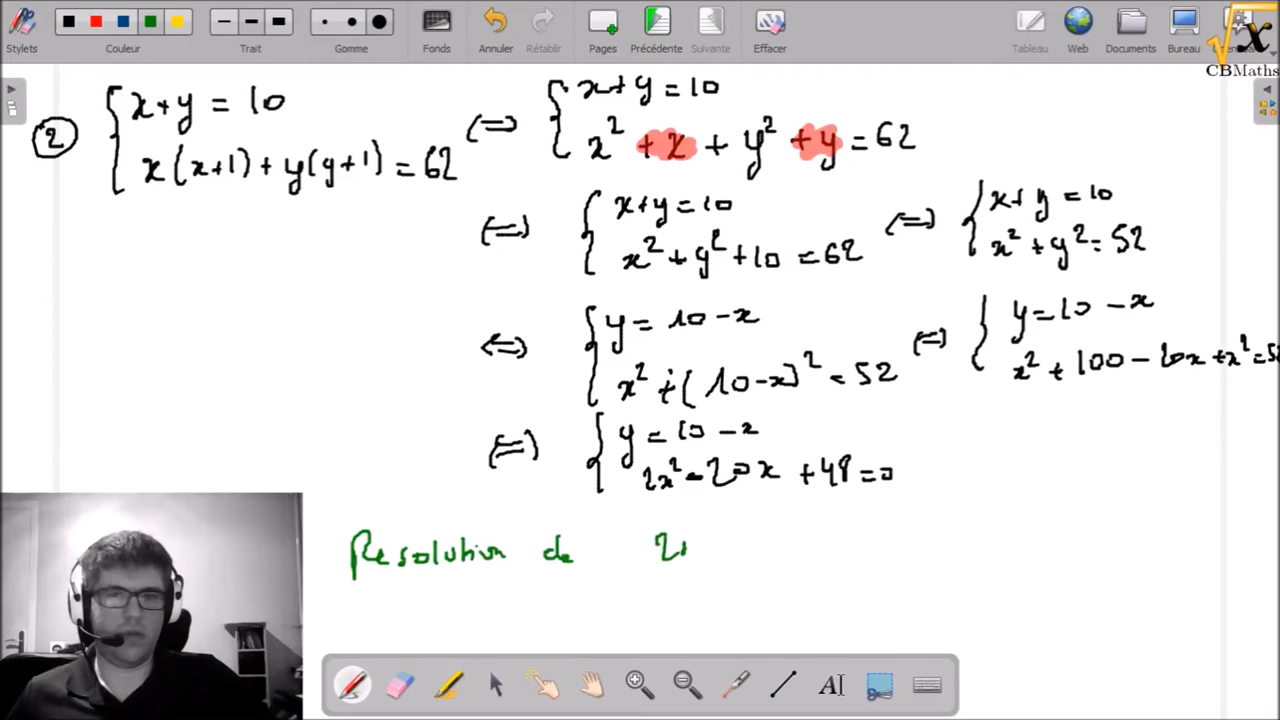 Stylets Couleur Trait Gomme Fonds Annuler Rétablir Pages Précédente Suivante Effacer Tableau Web Documents Bureau
CBMaths
② { x+y = 10 ⟺ { x+y = 10
x(x+1) + y(y+1) = 62 x² +x + y² +y = 62
⟺ { x+y = 10 ⟺ { x+y = 10
x² + y² + 10 = 62 x² + y² = 52
⟺ { y = 10 - x ⟺ { y = 10 - x
x² + (10-x)² = 52 x² + 100 - 20x + x² = 52
⟺ { y = 10 - x
2x² - 20x + 48 = 0
Resolution de 2